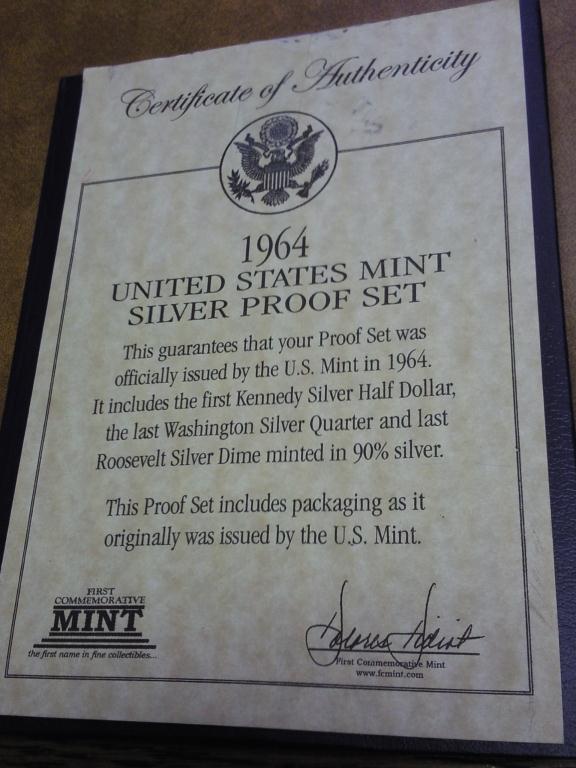 Certificate of Authenticity
1964
UNITED STATES MINT
SILVER PROOF SET
This guarantees that your Proof Set was
officially issued by the U.S. Mint in 1964.
It includes the first Kennedy Silver Half Dollar,
the last Washington Silver Quarter and last
Roosevelt Silver Dime minted in 90% silver.
This Proof Set includes packaging as it
originally was issued by the U.S. Mint.
FIRST
COMMEMORATIVE
MINT
the first name in fine collectibles...
First Commemorative Mint
www.fcmint.com